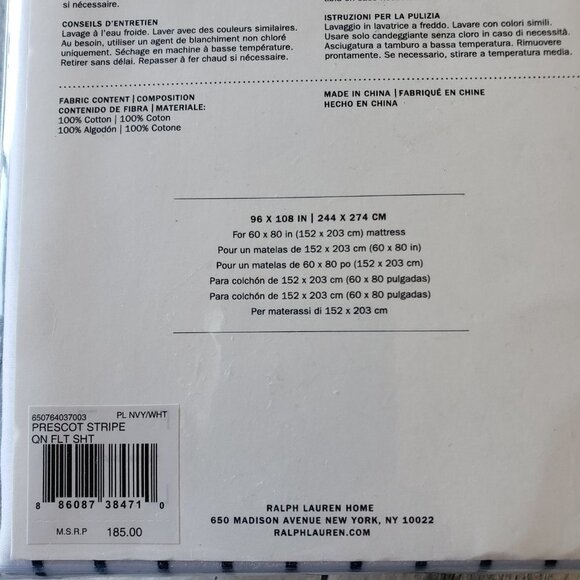 si nécessaire.
CONSEILS D'ENTRETIEN
Lavage à l'eau froide. Laver avec des couleurs similaires.
Au besoin, utiliser un agent de blanchiment non chloré
uniquement. Séchage en machine à basse température.
Retirer sans délai. Repasser à fer chaud si nécessaire.
ISTRUZIONI PER LA PULIZIA
Lavaggio in lavatrice a freddo. Lavare con colori simili.
Usare solo candeggiante senza cloro in caso di necessità.
Asciugatura a tamburo a bassa temperatura. Rimuovere
prontamente. Se necessario, stirare a temperatura media.
FABRIC CONTENT | COMPOSITION
CONTENIDO DE FIBRA | MATERIALE:
100% Cotton | 100% Coton
100% Algodón | 100% Cotone
MADE IN CHINA | FABRIQUÉ EN CHINE
HECHO EN CHINA
96 X 108 IN | 244 X 274 CM
For 60 x 80 in (152 x 203 cm) mattress
Pour un matelas de 152 x 203 cm (60 x 80 in)
Pour un matelas de 60 x 80 po (152 x 203 cm)
Para colchón de 152 x 203 cm (60 x 80 pulgadas)
Para colchón de 152 x 203 cm (60 x 80 pulgadas)
Per materassi di 152 x 203 cm
650764037003 PL NVY/WHT
PRESCOT STRIPE
QN FLT SHT
8 86087 38471 0
M.S.R.P 185.00
RALPH LAUREN HOME
650 MADISON AVENUE NEW YORK, NY 10022
RALPHLAUREN.COM